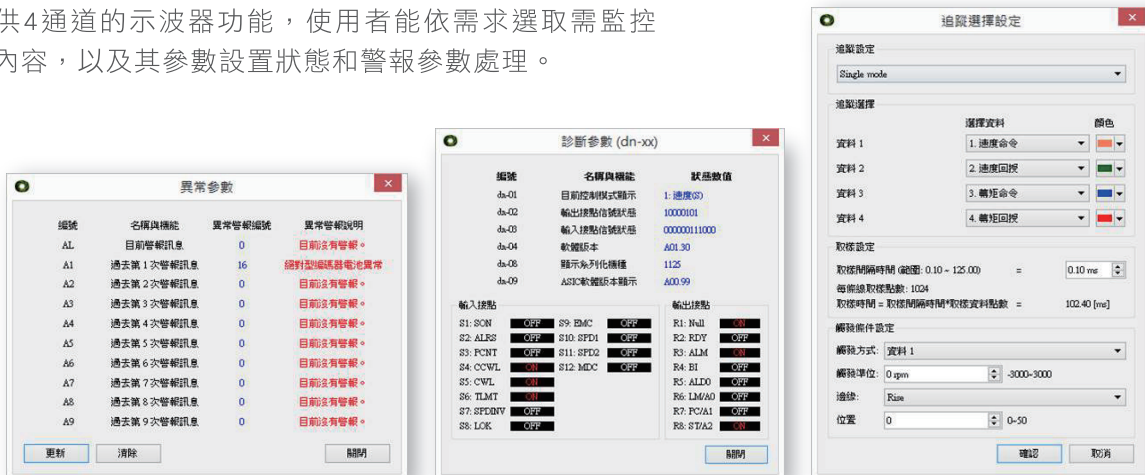 供4通道的示波器功能，使用者能依需求選取需監控
內容，以及其參數設置狀態和警報參數處理。
異常參數
編號 名稱與機能 異常警報編號 異常警報說明
AL 目前警報訊息 0 目前沒有警報。
A1 過去第1次警報訊息 16 絕對型編碼器電池異常
A2 過去第2次警報訊息 0 目前沒有警報。
A3 過去第3次警報訊息 0 目前沒有警報。
A4 過去第4次警報訊息 0 目前沒有警報。
A5 過去第5次警報訊息 0 目前沒有警報。
A6 過去第6次警報訊息 0 目前沒有警報。
A7 過去第7次警報訊息 0 目前沒有警報。
A8 過去第8次警報訊息 0 目前沒有警報。
A9 過去第9次警報訊息 0 目前沒有警報。
更新 清除 關閉
診斷參數 (dn-xx)
編號 名稱與機能 狀態數值
dn-01 目前控制模式顯示 1: 速度(S)
dn-02 輸出接點信號狀態 10000101
dn-03 輸入接點信號狀態 000000111000
dn-04 軟體版本 A01.30
dn-08 顯示系列化機種 1125
dn-09 ASIC軟體版本顯示 A00.99
輸入接點 輸出接點
S1: SON OFF S9: EMC OFF R1: Null ON
S2: ALRS OFF S10: SPD1 OFF R2: RDY OFF
S3: PCNT OFF S11: SPD2 OFF R3: ALM ON
S4: CCWL ON S12: MDC OFF R4: BI OFF
S5: CWL ON R5: ALD0 OFF
S6: TLMT ON R6: LM/A0 OFF
S7: SPDINV OFF R7: PC/A1 OFF
S8: LOK OFF R8: ST/A2 ON
關閉
追蹤選擇設定
追蹤設定
Single mode
追蹤選擇
選擇資料 顏色
資料 1 1. 速度命令
資料 2 2. 速度回授
資料 3 3. 轉矩命令
資料 4 4. 轉矩回授
取樣設定
取樣間隔時間 (範圍: 0.10 ~ 125.00) = 0.10 ms
每條線取樣點數: 1024
取樣時間 = 取樣間隔時間*取樣資料點數 = 102.40 [ms]
觸發條件設定
觸發方式: 資料 1
觸發準位: 0 rpm -3000~3000
邊緣: Rise
位置 0 0~50
確認 取消